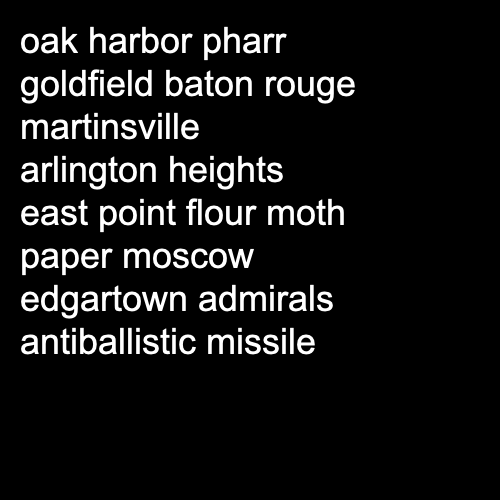 oak harbor pharr
goldfield baton rouge
martinsville
arlington heights
east point flour moth
paper moscow
edgartown admirals
antiballistic missile